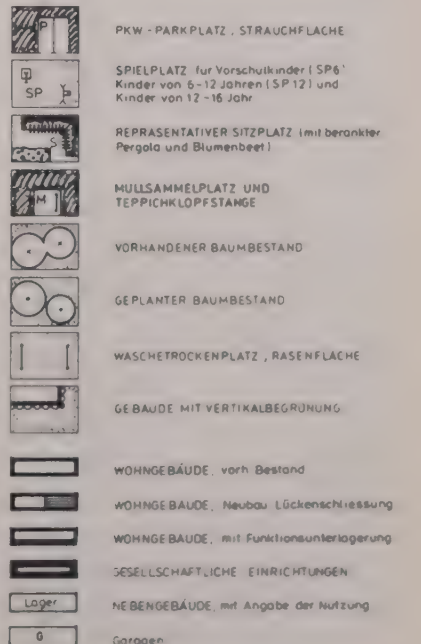 P
PKW - PARKPLATZ , STRAUCHFLÄCHE
SP
SPIELPLATZ für Vorschulkinder ( SP6'
Kinder von 6-12 Jahren ( SP 12 ) und
Kinder von 12 -16 Jahr
S
REPRÄSENTATIVER SITZPLATZ (mit berankter
Pergola und Blumenbeet )
M
MÜLLSAMMELPLATZ UND
TEPPICHKLOPFSTANGE
VORHANDENER BAUMBESTAND
GEPLANTER BAUMBESTAND
WÄSCHETROCKENPLATZ , RASENFLÄCHE
GEBÄUDE MIT VERTIKALBEGRÜNUNG
WOHNGEBÄUDE, vorh Bestand
WOHNGEBÄUDE, Neubau Lückenschliessung
WOHNGEBÄUDE, mit Funktionsunterlagerung
GESELLSCHAFTLICHE EINRICHTUNGEN
Lager
NEBENGEBÄUDE, mit Angabe der Nutzung
G
Garagen